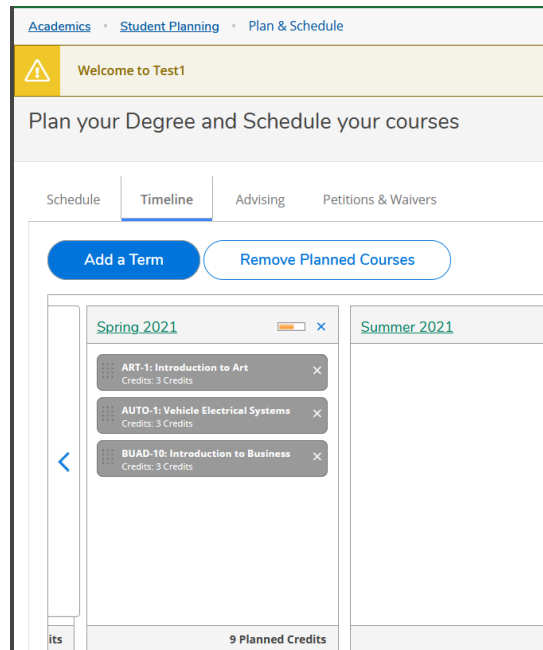 Academics · Student Planning · Plan & Schedule
Welcome to Test1
Plan your Degree and Schedule your courses
Schedule Timeline Advising Petitions & Waivers
Add a Term Remove Planned Courses
Spring 2021 Summer 2021
ART-1: Introduction to Art
Credits: 3 Credits
AUTO-1: Vehicle Electrical Systems
Credits: 3 Credits
BUAD-10: Introduction to Business
Credits: 3 Credits
its 9 Planned Credits